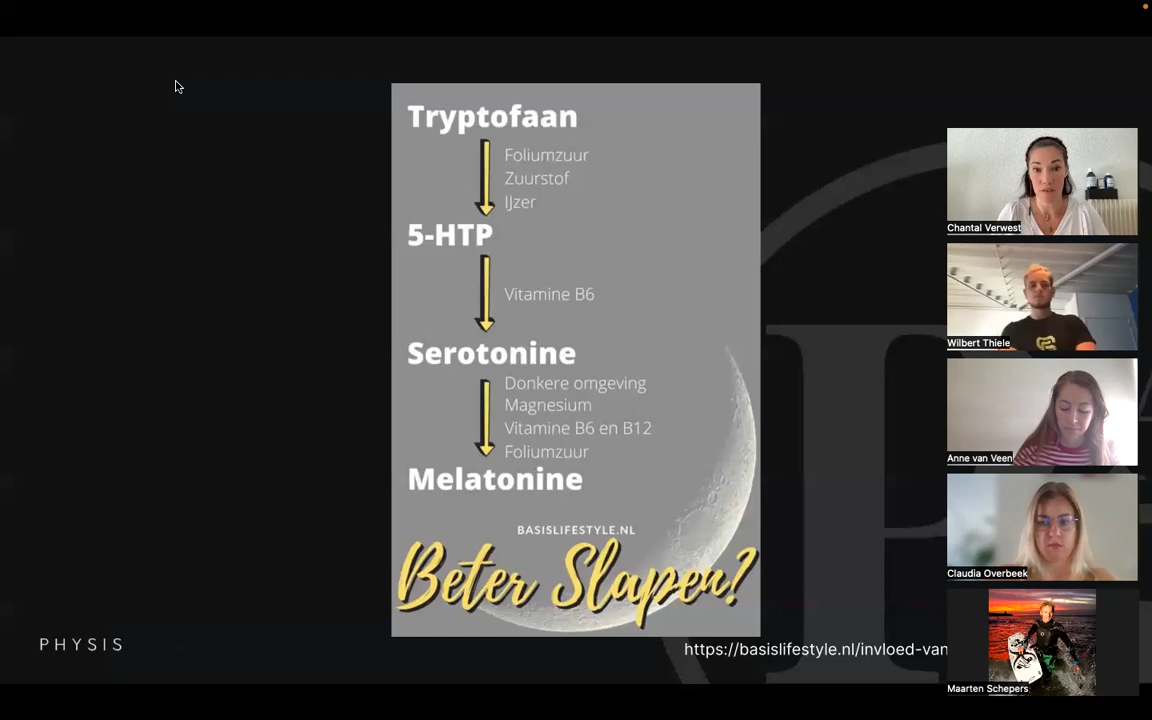 Tryptofaan
Foliumzuur
Zuurstof
IJzer
5-HTP
Vitamine B6
Serotonine
Donkere omgeving
Magnesium
Vitamine B6 en B12
Foliumzuur
Melatonine
BASISLIFESTYLE.NL
Beter Slapen?
PHYSIS
https://basislifestyle.nl/invloed-van
Chantal Verwest
Wilbert Thiele
Anne van Veen
Claudia Overbeek
Maarten Schepers